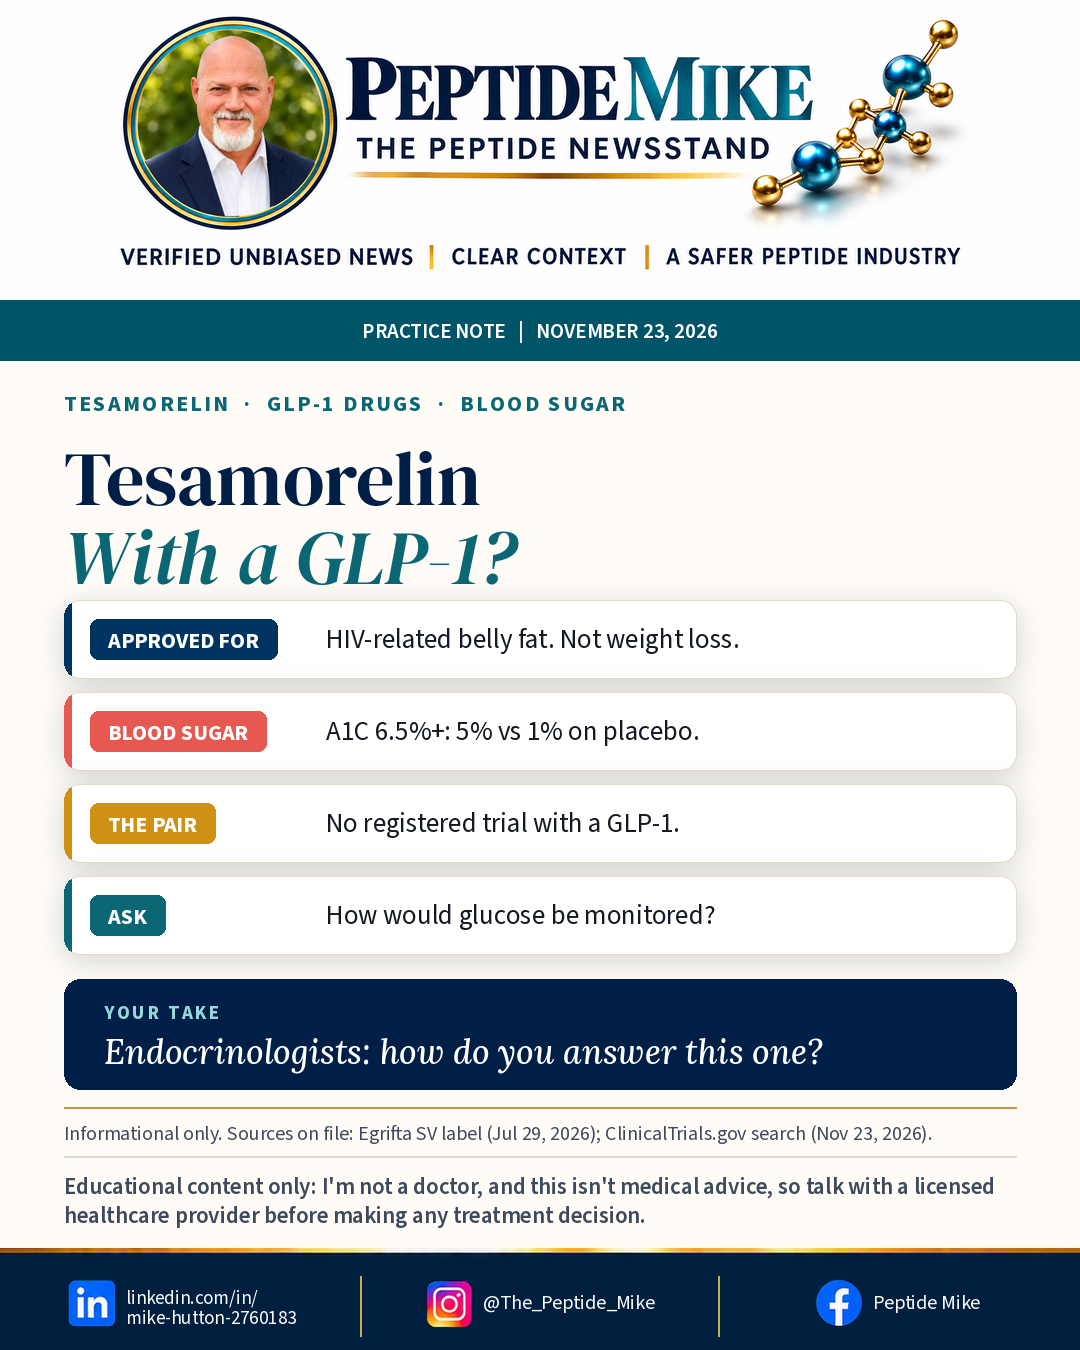 PEPTIDEMIKE
THE PEPTIDE NEWSSTAND
VERIFIED UNBIASED NEWS | CLEAR CONTEXT | A SAFER PEPTIDE INDUSTRY
PRACTICE NOTE | NOVEMBER 23, 2026
TESAMORELIN · GLP-1 DRUGS · BLOOD SUGAR
Tesamorelin
With a GLP-1?
APPROVED FOR HIV-related belly fat. Not weight loss.
BLOOD SUGAR A1C 6.5%+: 5% vs 1% on placebo.
THE PAIR No registered trial with a GLP-1.
ASK How would glucose be monitored?
YOUR TAKE
Endocrinologists: how do you answer this one?
Informational only. Sources on file: Egrifta SV label (Jul 29, 2026); ClinicalTrials.gov search (Nov 23, 2026).
Educational content only: I'm not a doctor, and this isn't medical advice, so talk with a licensed
healthcare provider before making any treatment decision.
in linkedin.com/in/
mike-hutton-2760183
@The_Peptide_Mike
Peptide Mike